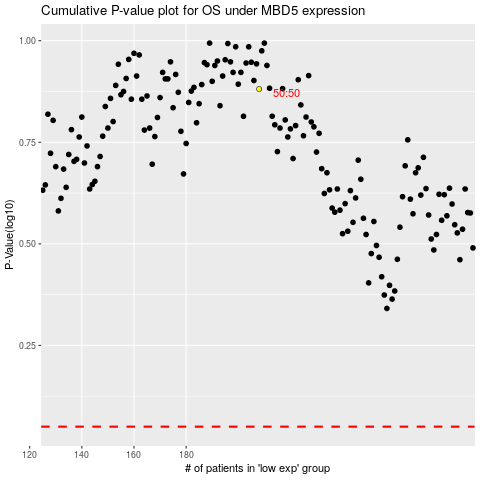 Cumulative P-value plot for OS under MBD5 expression
P-Value(log10)
1.00
0.75
0.50
0.25
50:50
120 140 160 180
# of patients in 'low exp' group